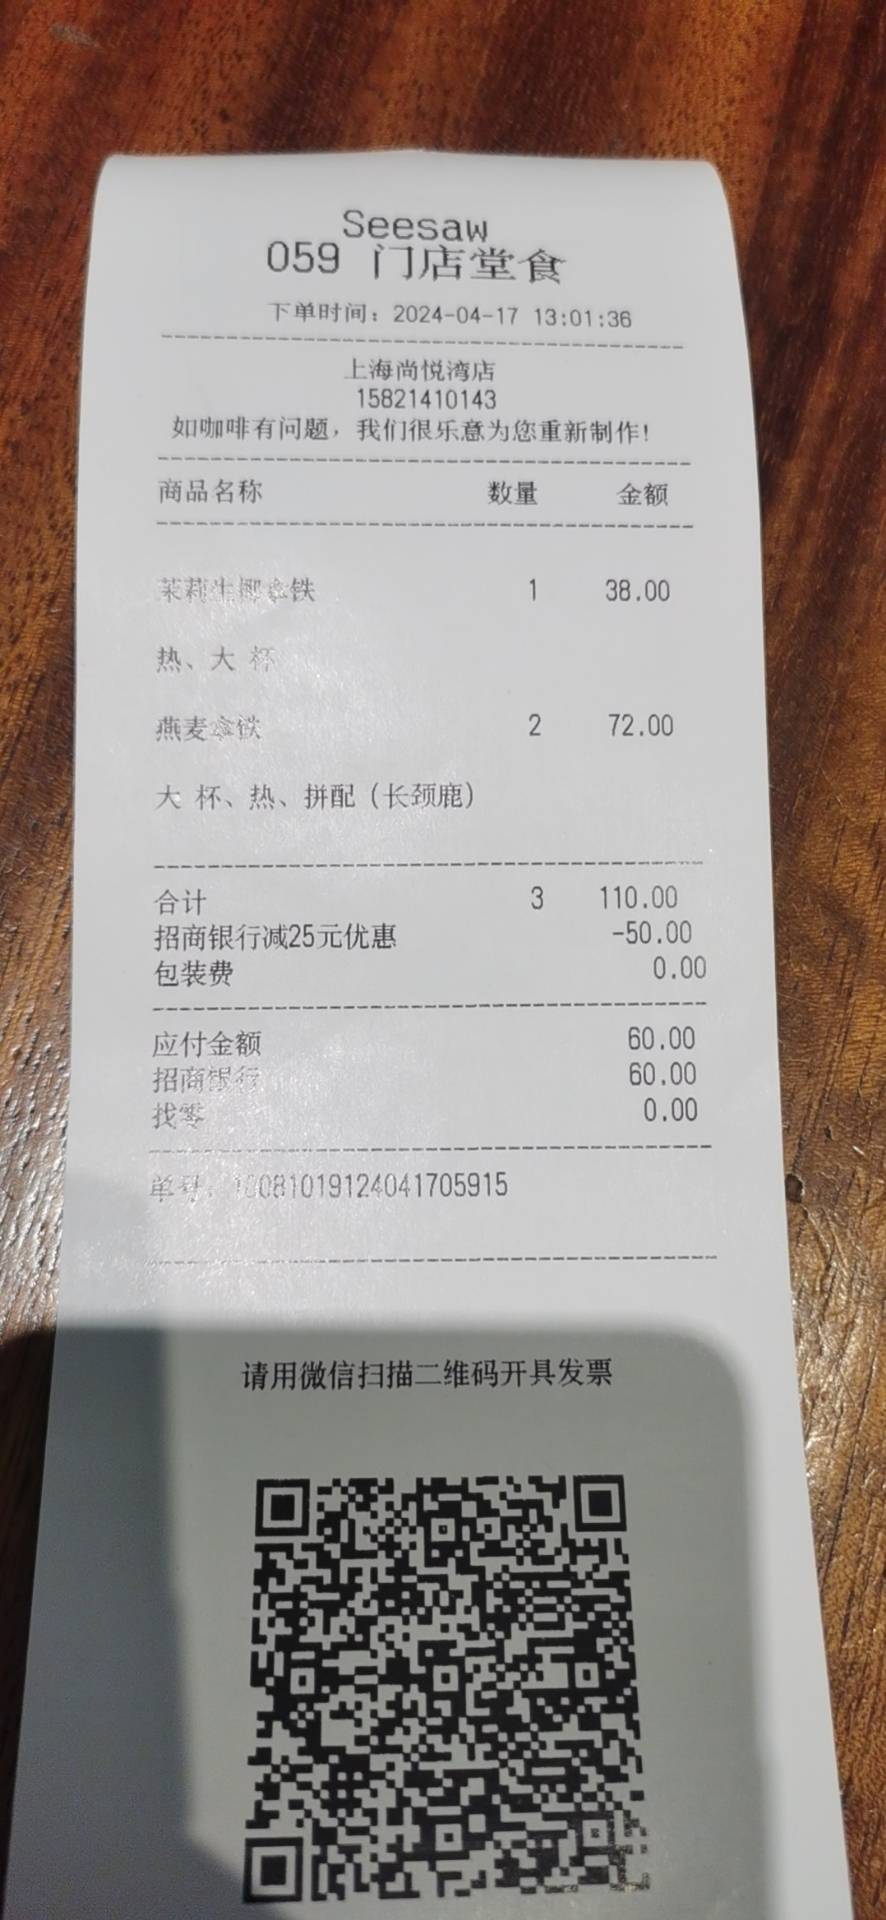 Seesaw
059 门店堂食
下单时间：2024-04-17 13:01:36
上海尚悦湾店
15821410143
如咖啡有问题，我们很乐意为您重新制作！
商品名称 数量 金额
茉莉生椰拿铁 1 38.00
热、大 杯
燕麦拿铁 2 72.00
大 杯、热、拼配（长颈鹿）
合计 3 110.00
招商银行减25元优惠 -50.00
包装费 0.00
应付金额 60.00
招商银行 60.00
找零 0.00
单号：10081019124041705915
请用微信扫描二维码开具发票